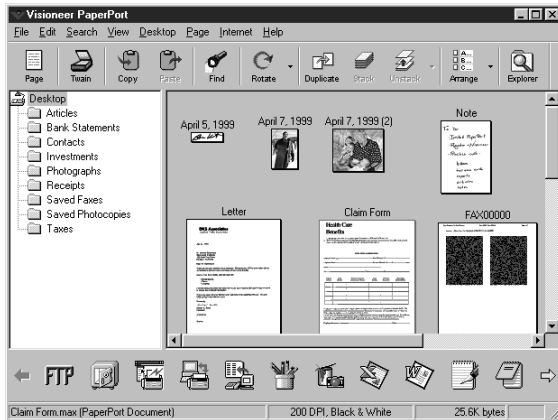 Visioneer PaperPort
File Edit Search View Desktop Page Internet Help
Page Twain Copy Paste Find Rotate Duplicate Stack Unstack Arrange Explorer
Desktop
Articles
Bank Statements
Contacts
Investments
Photographs
Receipts
Saved Faxes
Saved Photocopies
Taxes
April 5, 1999
April 7, 1999
April 7, 1999 (2)
Note
Letter
Claim Form
FAX00000
Health Care
Benefits
FTP
Claim Form.max (PaperPort Document) 200 DPI, Black & White 25.6K bytes